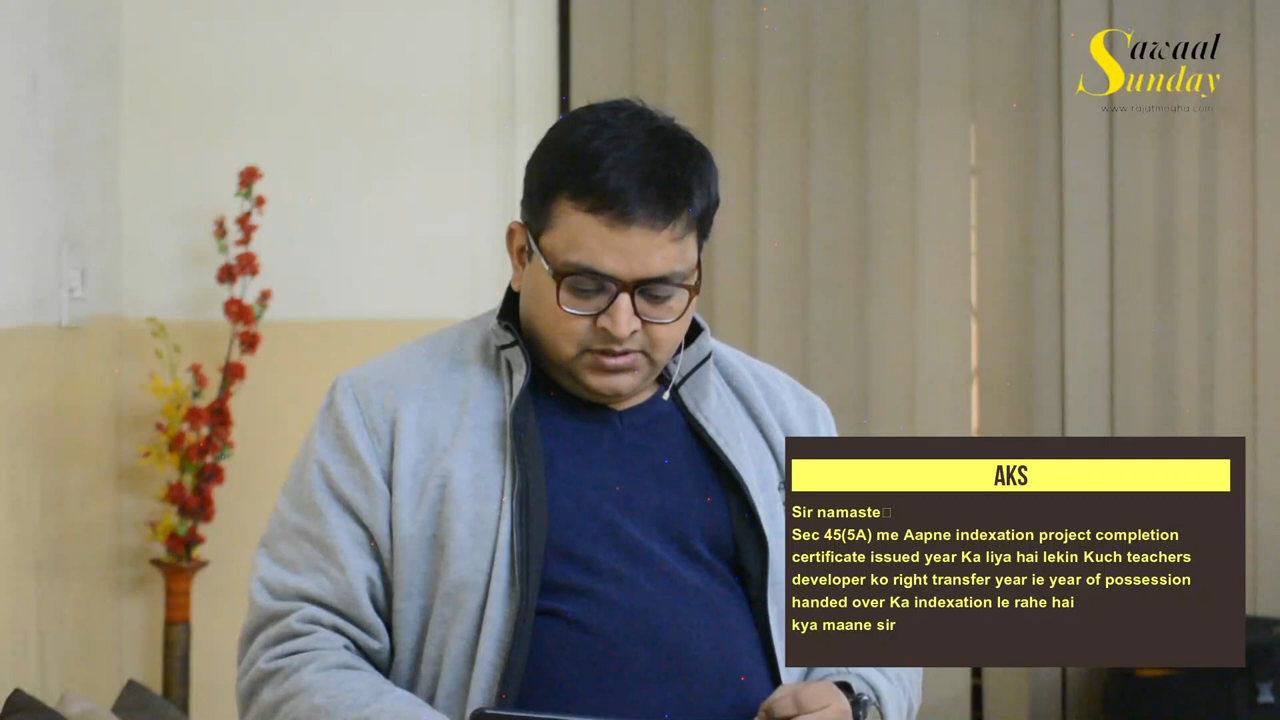 Sawaal
Sunday
www.rajatmogha.com
AKS
Sir namaste
Sec 45(5A) me Aapne indexation project completion
certificate issued year Ka liya hai lekin Kuch teachers
developer ko right transfer year ie year of possession
handed over Ka indexation le rahe hai
kya maane sir